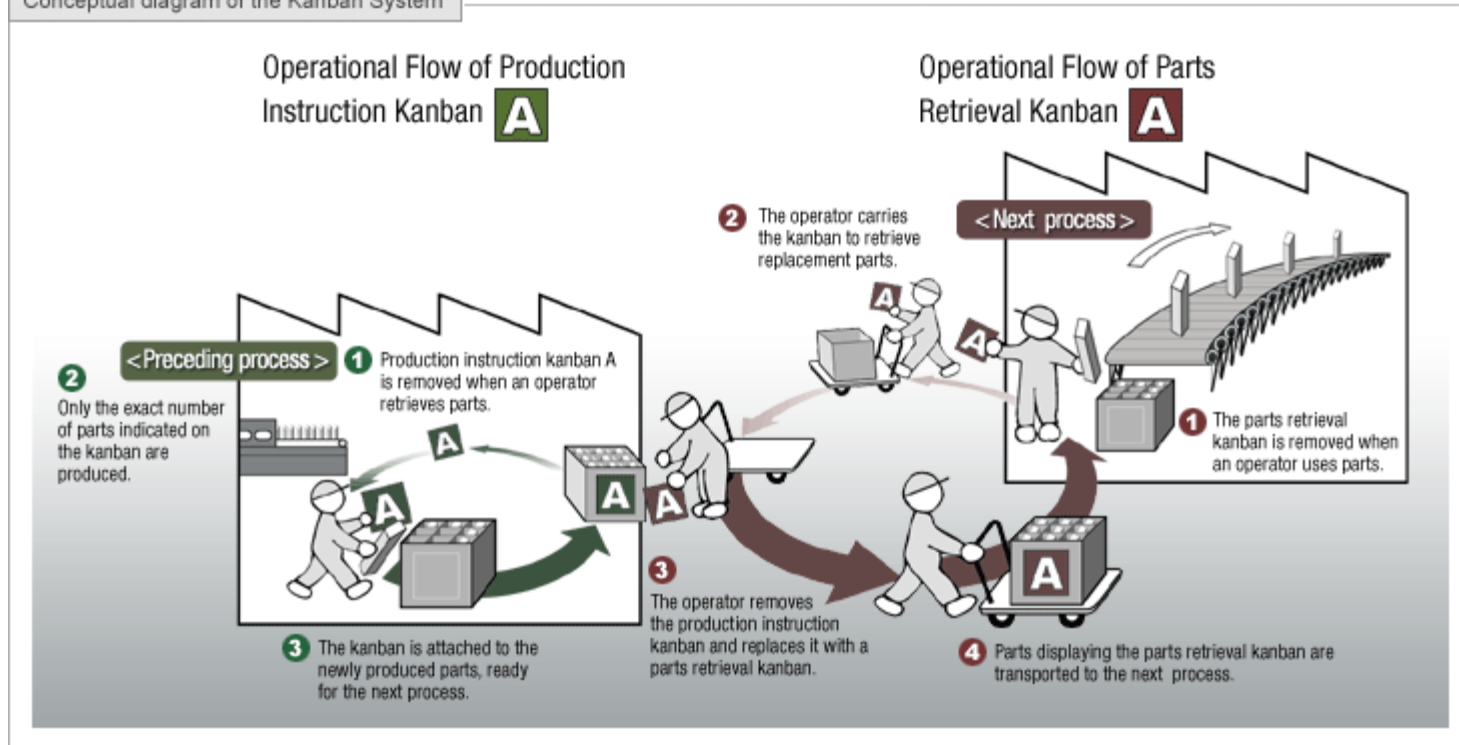 Conceptual diagram of the Kanban System
Operational Flow of Production
Instruction Kanban A
Operational Flow of Parts
Retrieval Kanban A
<Preceding process>
1 Production instruction kanban A
is removed when an operator
retrieves parts.
2
Only the exact number
of parts indicated on
the kanban are
produced.
A
A
A
A
3 The kanban is attached to the
newly produced parts, ready
for the next process.
<Next process>
1 The parts retrieval
kanban is removed when
an operator uses parts.
A
2 The operator carries
the kanban to retrieve
replacement parts.
A
3
The operator removes
the production instruction
kanban and replaces it with a
parts retrieval kanban.
A
4 Parts displaying the parts retrieval kanban are
transported to the next process.